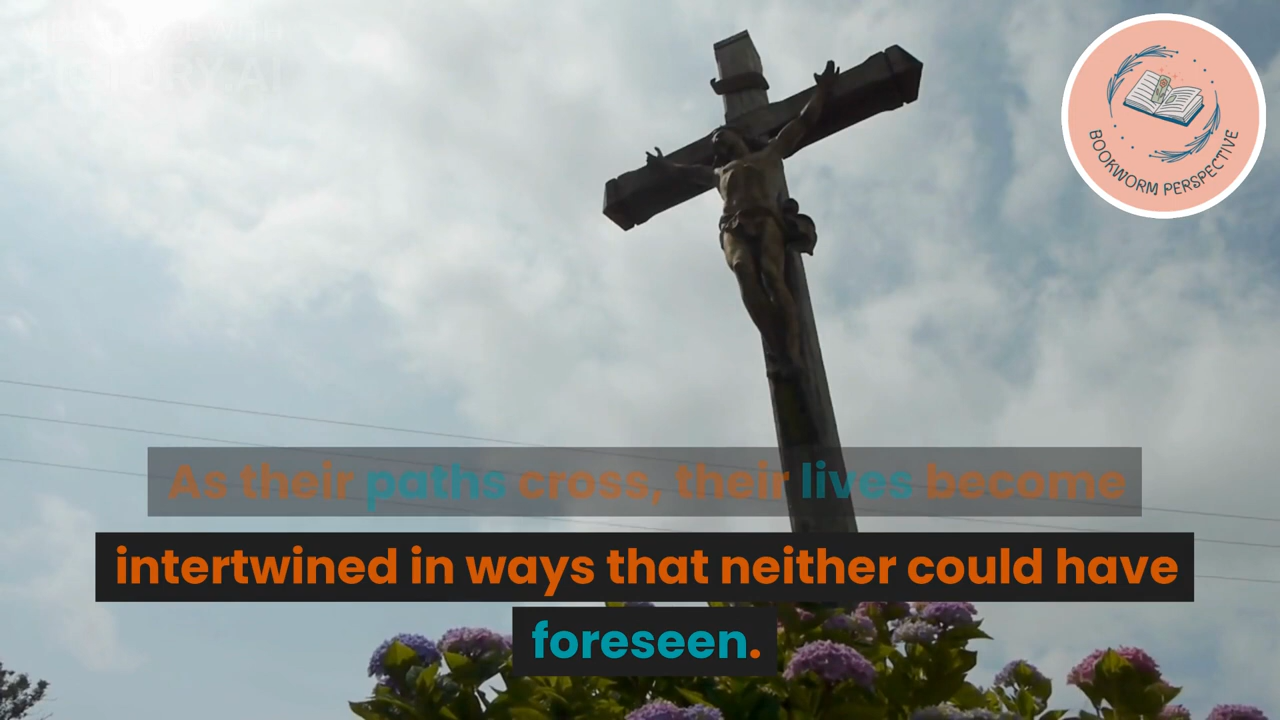 BOOKWORM PERSPECTIVE
As their paths cross, their lives become
intertwined in ways that neither could have
foreseen.